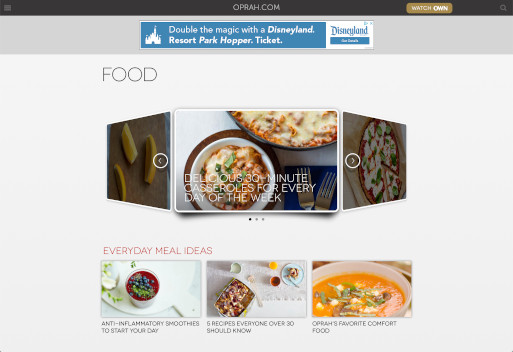 OPRAH.COM
WATCH OWN
Double the magic with a Disneyland.
Resort Park Hopper. Ticket.
Disneyland
Get Details
FOOD
DELICIOUS 30-MINUTE
CASSEROLES FOR EVERY
DAY OF THE WEEK
EVERYDAY MEAL IDEAS
ANTI-INFLAMMATORY SMOOTHIES
TO START YOUR DAY
5 RECIPES EVERYONE OVER 30
SHOULD KNOW
OPRAH'S FAVORITE COMFORT
FOOD